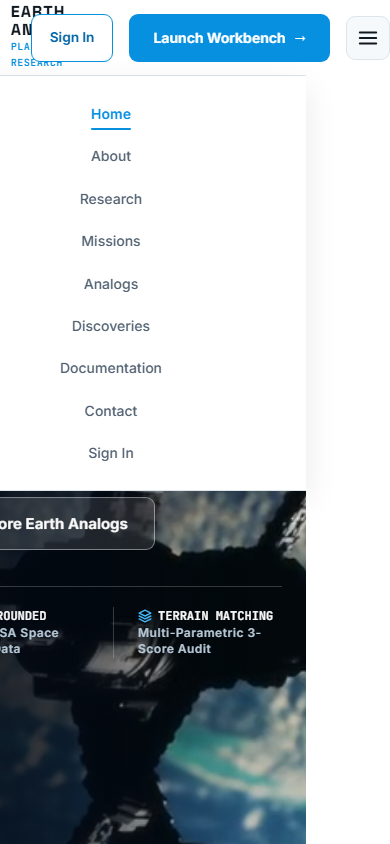 EARTH
AN
PLA
RESEARCH
Sign In
Launch Workbench →
Home
About
Research
Missions
Analogs
Discoveries
Documentation
Contact
Sign In
ore Earth Analogs
ROUNDED
SA Space
Data
TERRAIN MATCHING
Multi-Parametric 3-
Score Audit